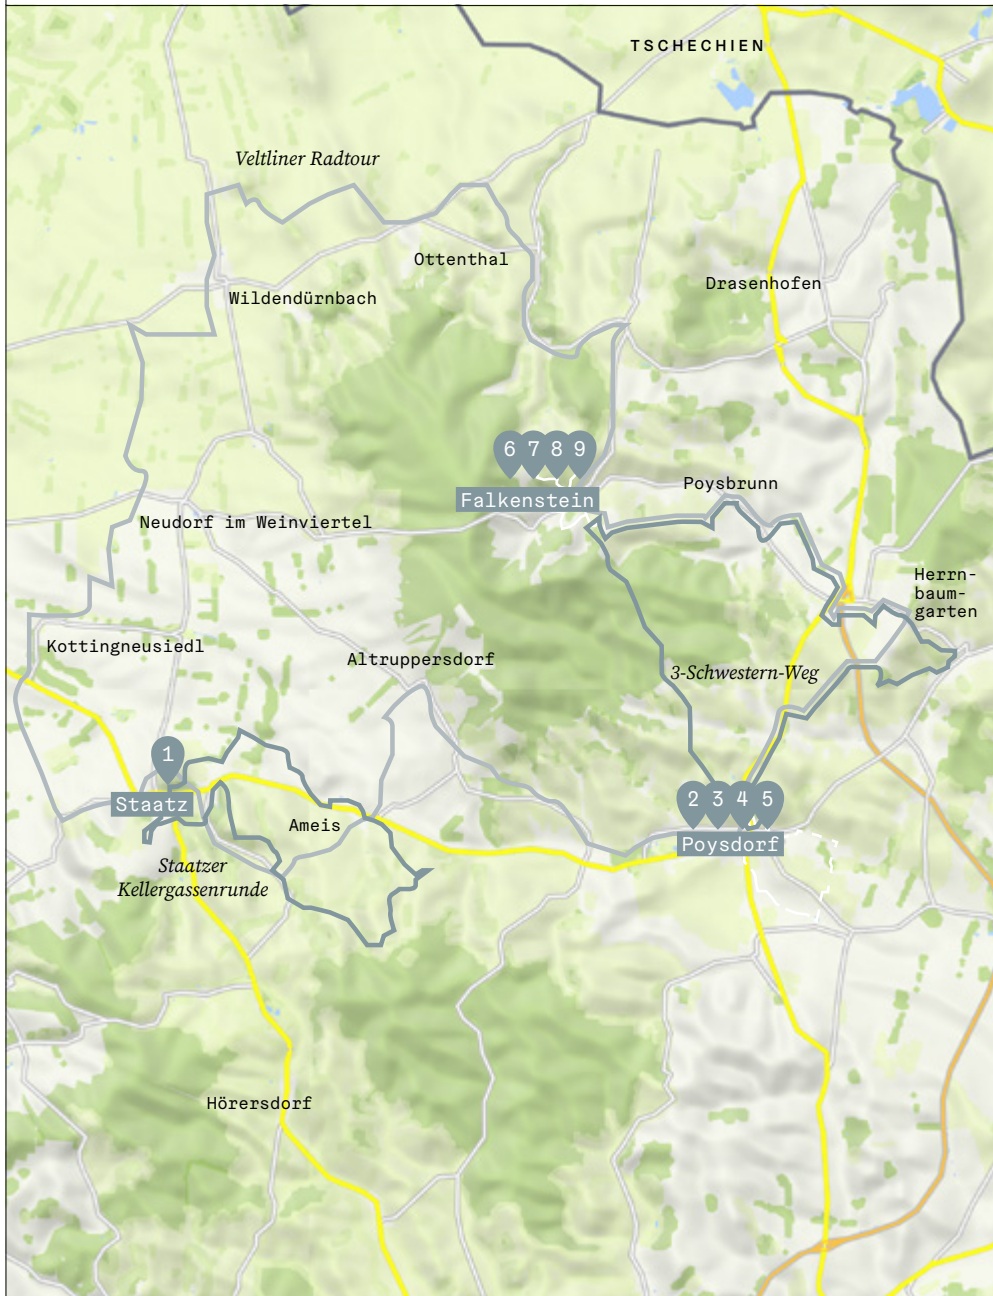 TSCHECHIEN
Veltliner Radtour
Ottenthal
Drasenhofen
Wildendürnbach
6 7 8 9
Falkenstein
Poysbrunn
Neudorf im Weinviertel
Herrn-
baum-
garten
Kottingneusiedl
Altruppersdorf
3-Schwestern-Weg
1
Staatz
2 3 4 5
Ameis
Poysdorf
Staatzer
Kellergassenrunde
Hörersdorf